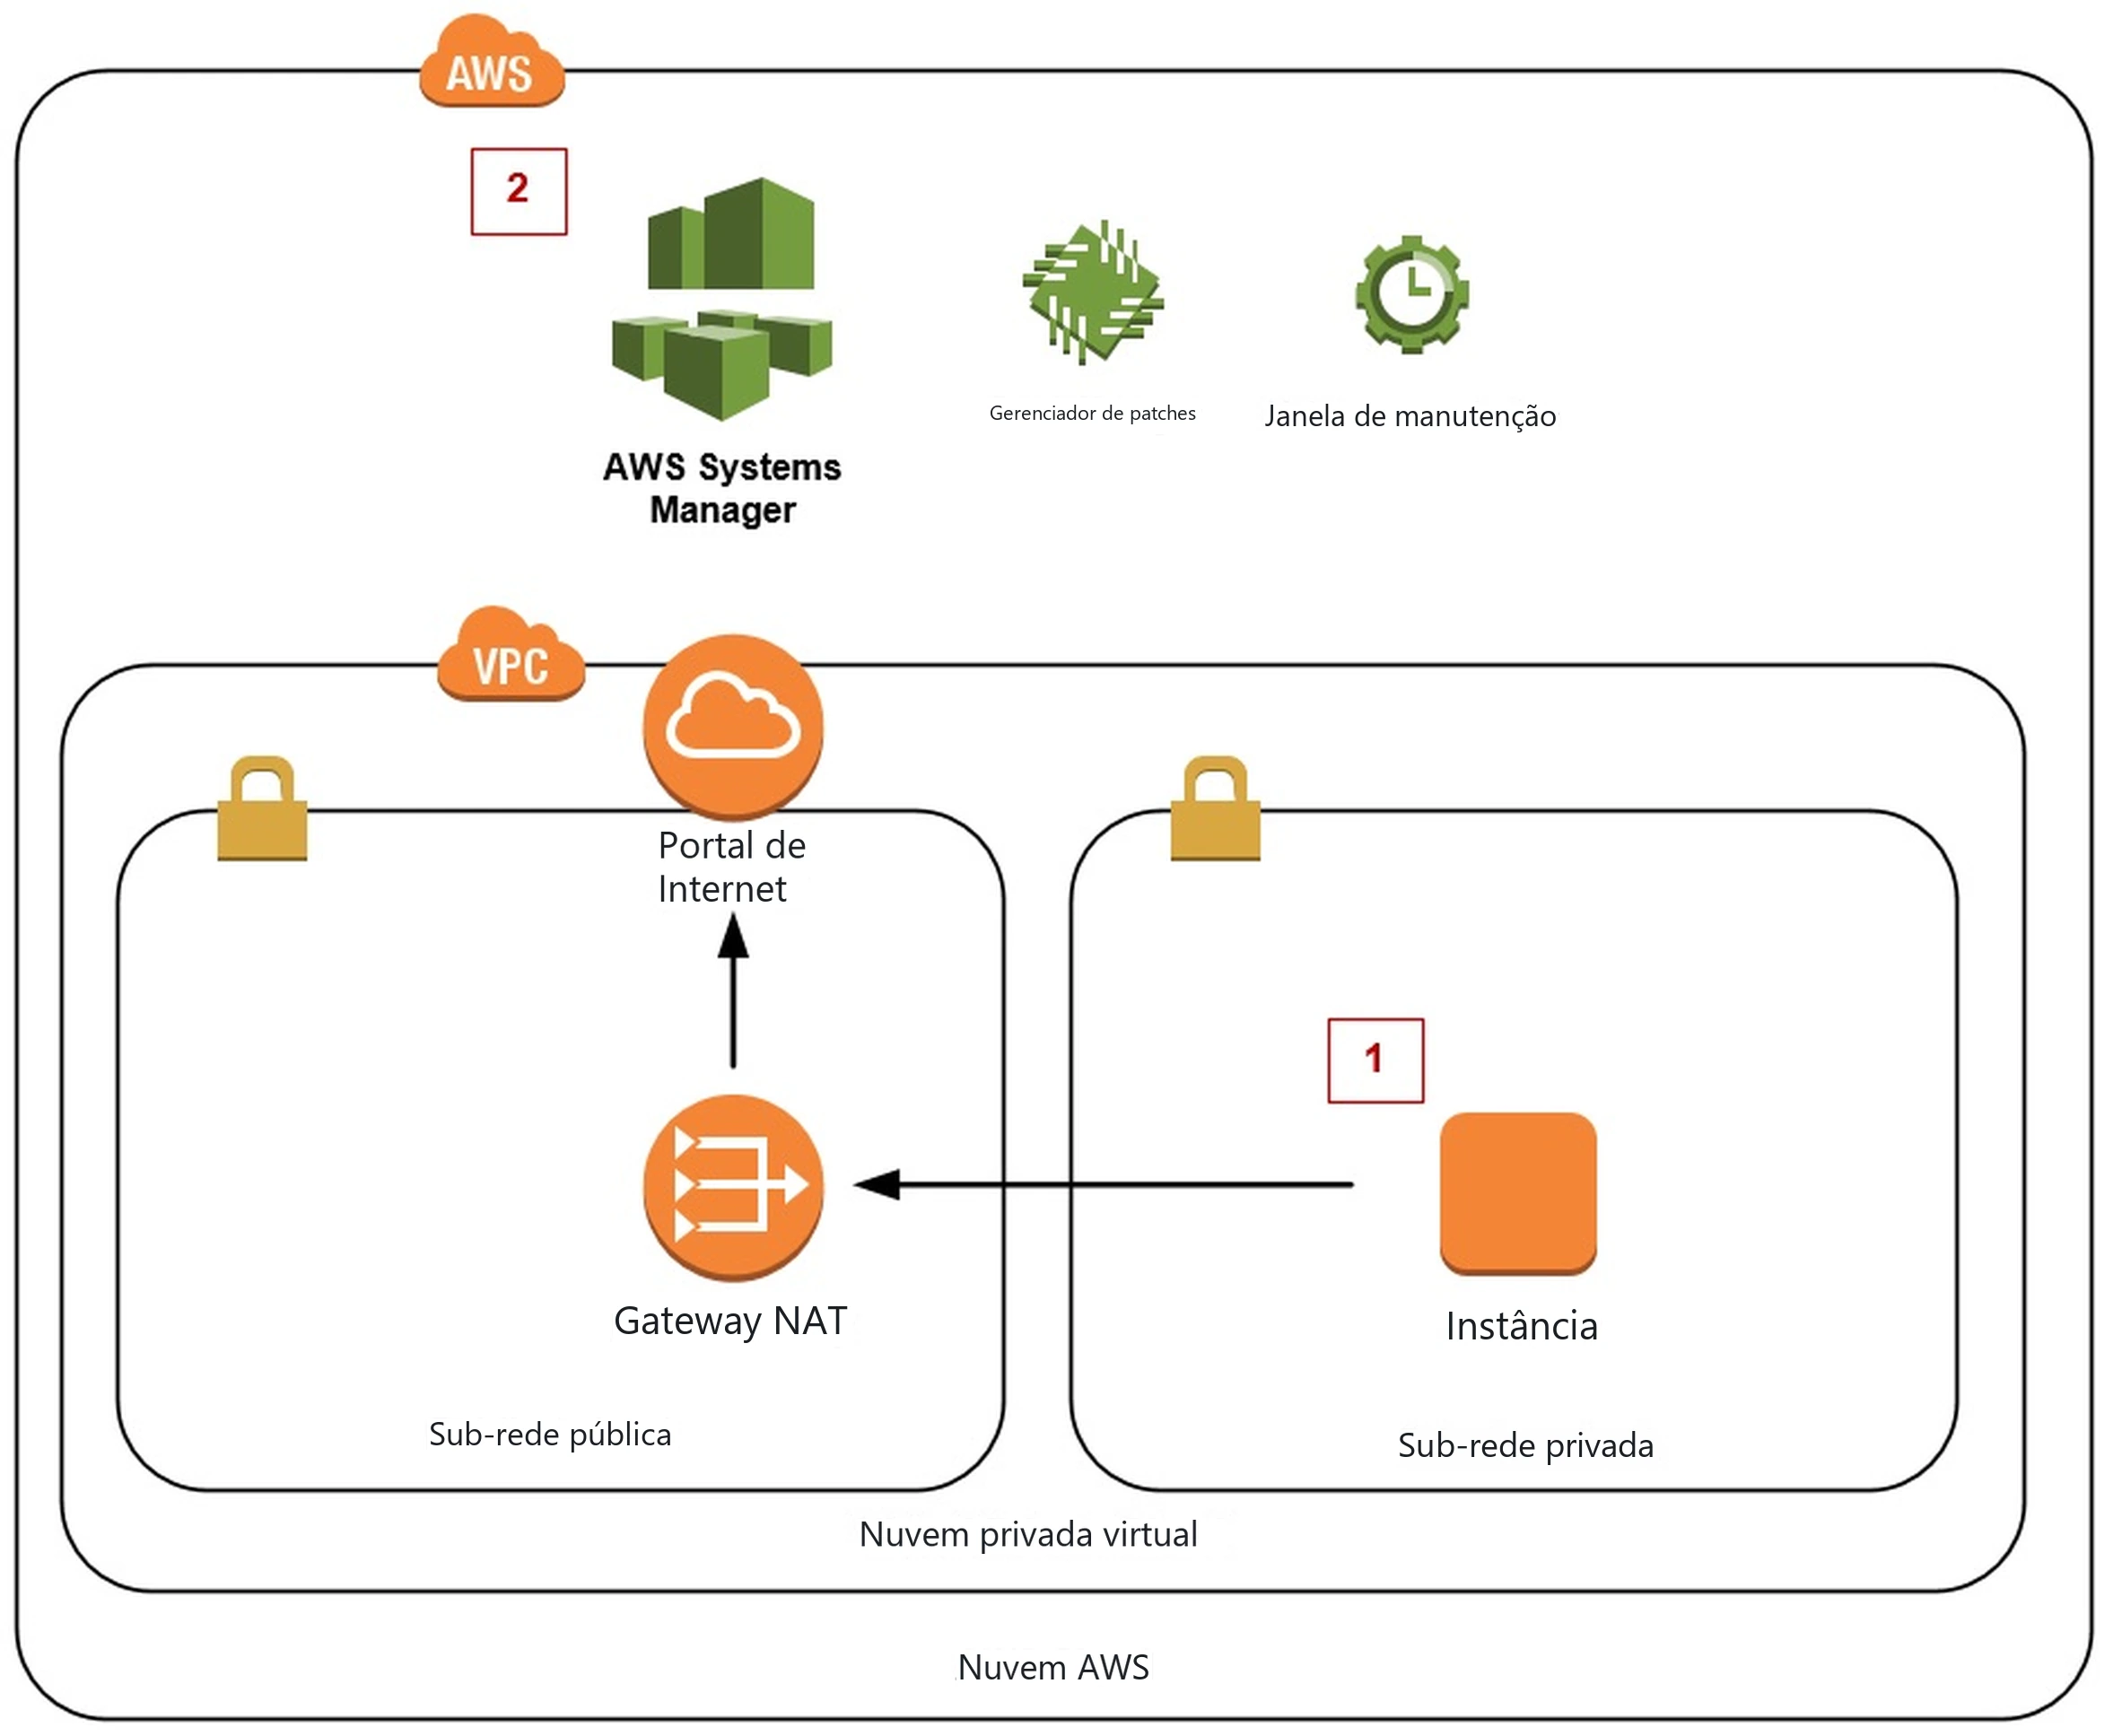 AWS
2
Gerenciador de patches
Janela de manutenção
AWS Systems
Manager
VPC
Portal de
Internet
1
Gateway NAT
Instância
Sub-rede pública
Sub-rede privada
Nuvem privada virtual
Nuvem AWS